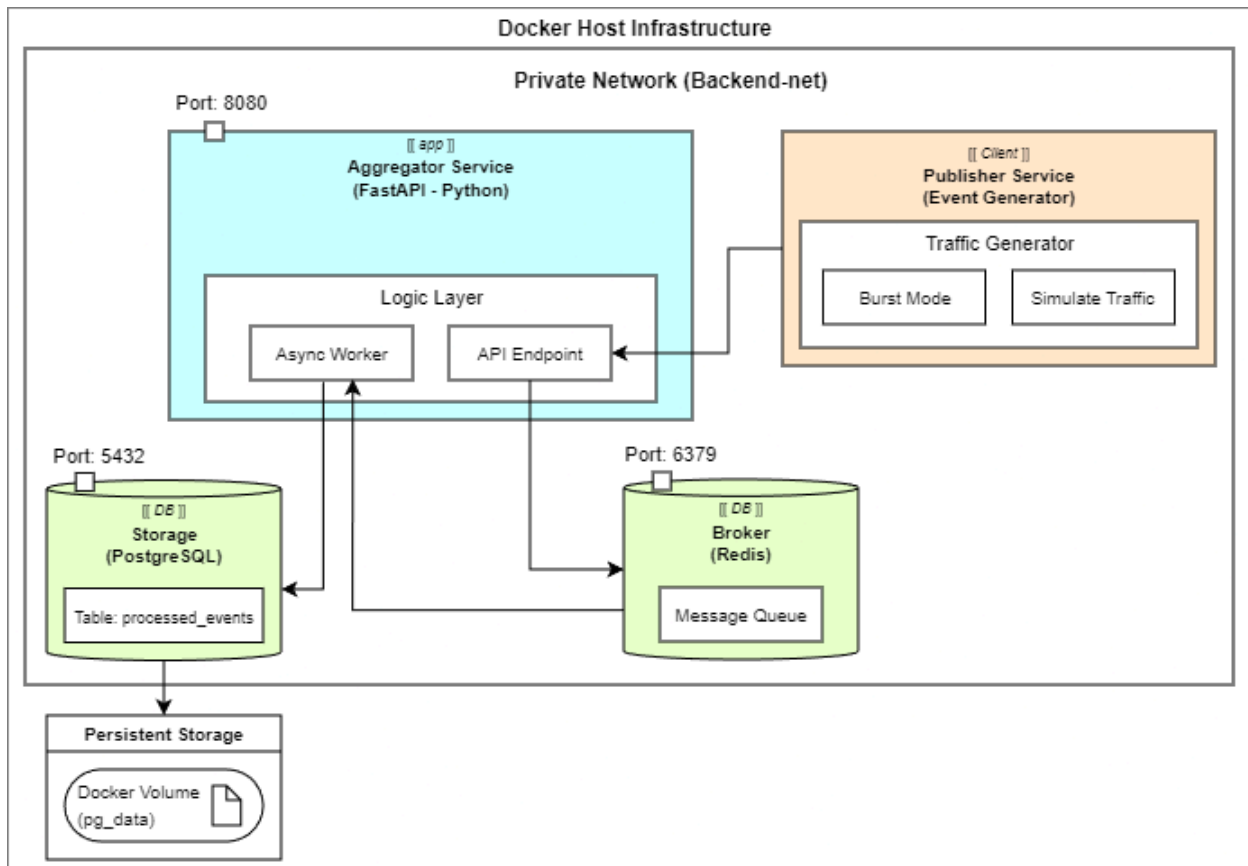 Docker Host Infrastructure
Private Network (Backend-net)
Port: 8080
[[ app ]]
Aggregator Service
(FastAPI - Python)
Logic Layer
Async Worker
API Endpoint
[[ Client ]]
Publisher Service
(Event Generator)
Traffic Generator
Burst Mode
Simulate Traffic
Port: 5432
[[ DB ]]
Storage
(PostgreSQL)
Table: processed_events
Port: 6379
[[ DB ]]
Broker
(Redis)
Message Queue
Persistent Storage
Docker Volume
(pg_data)